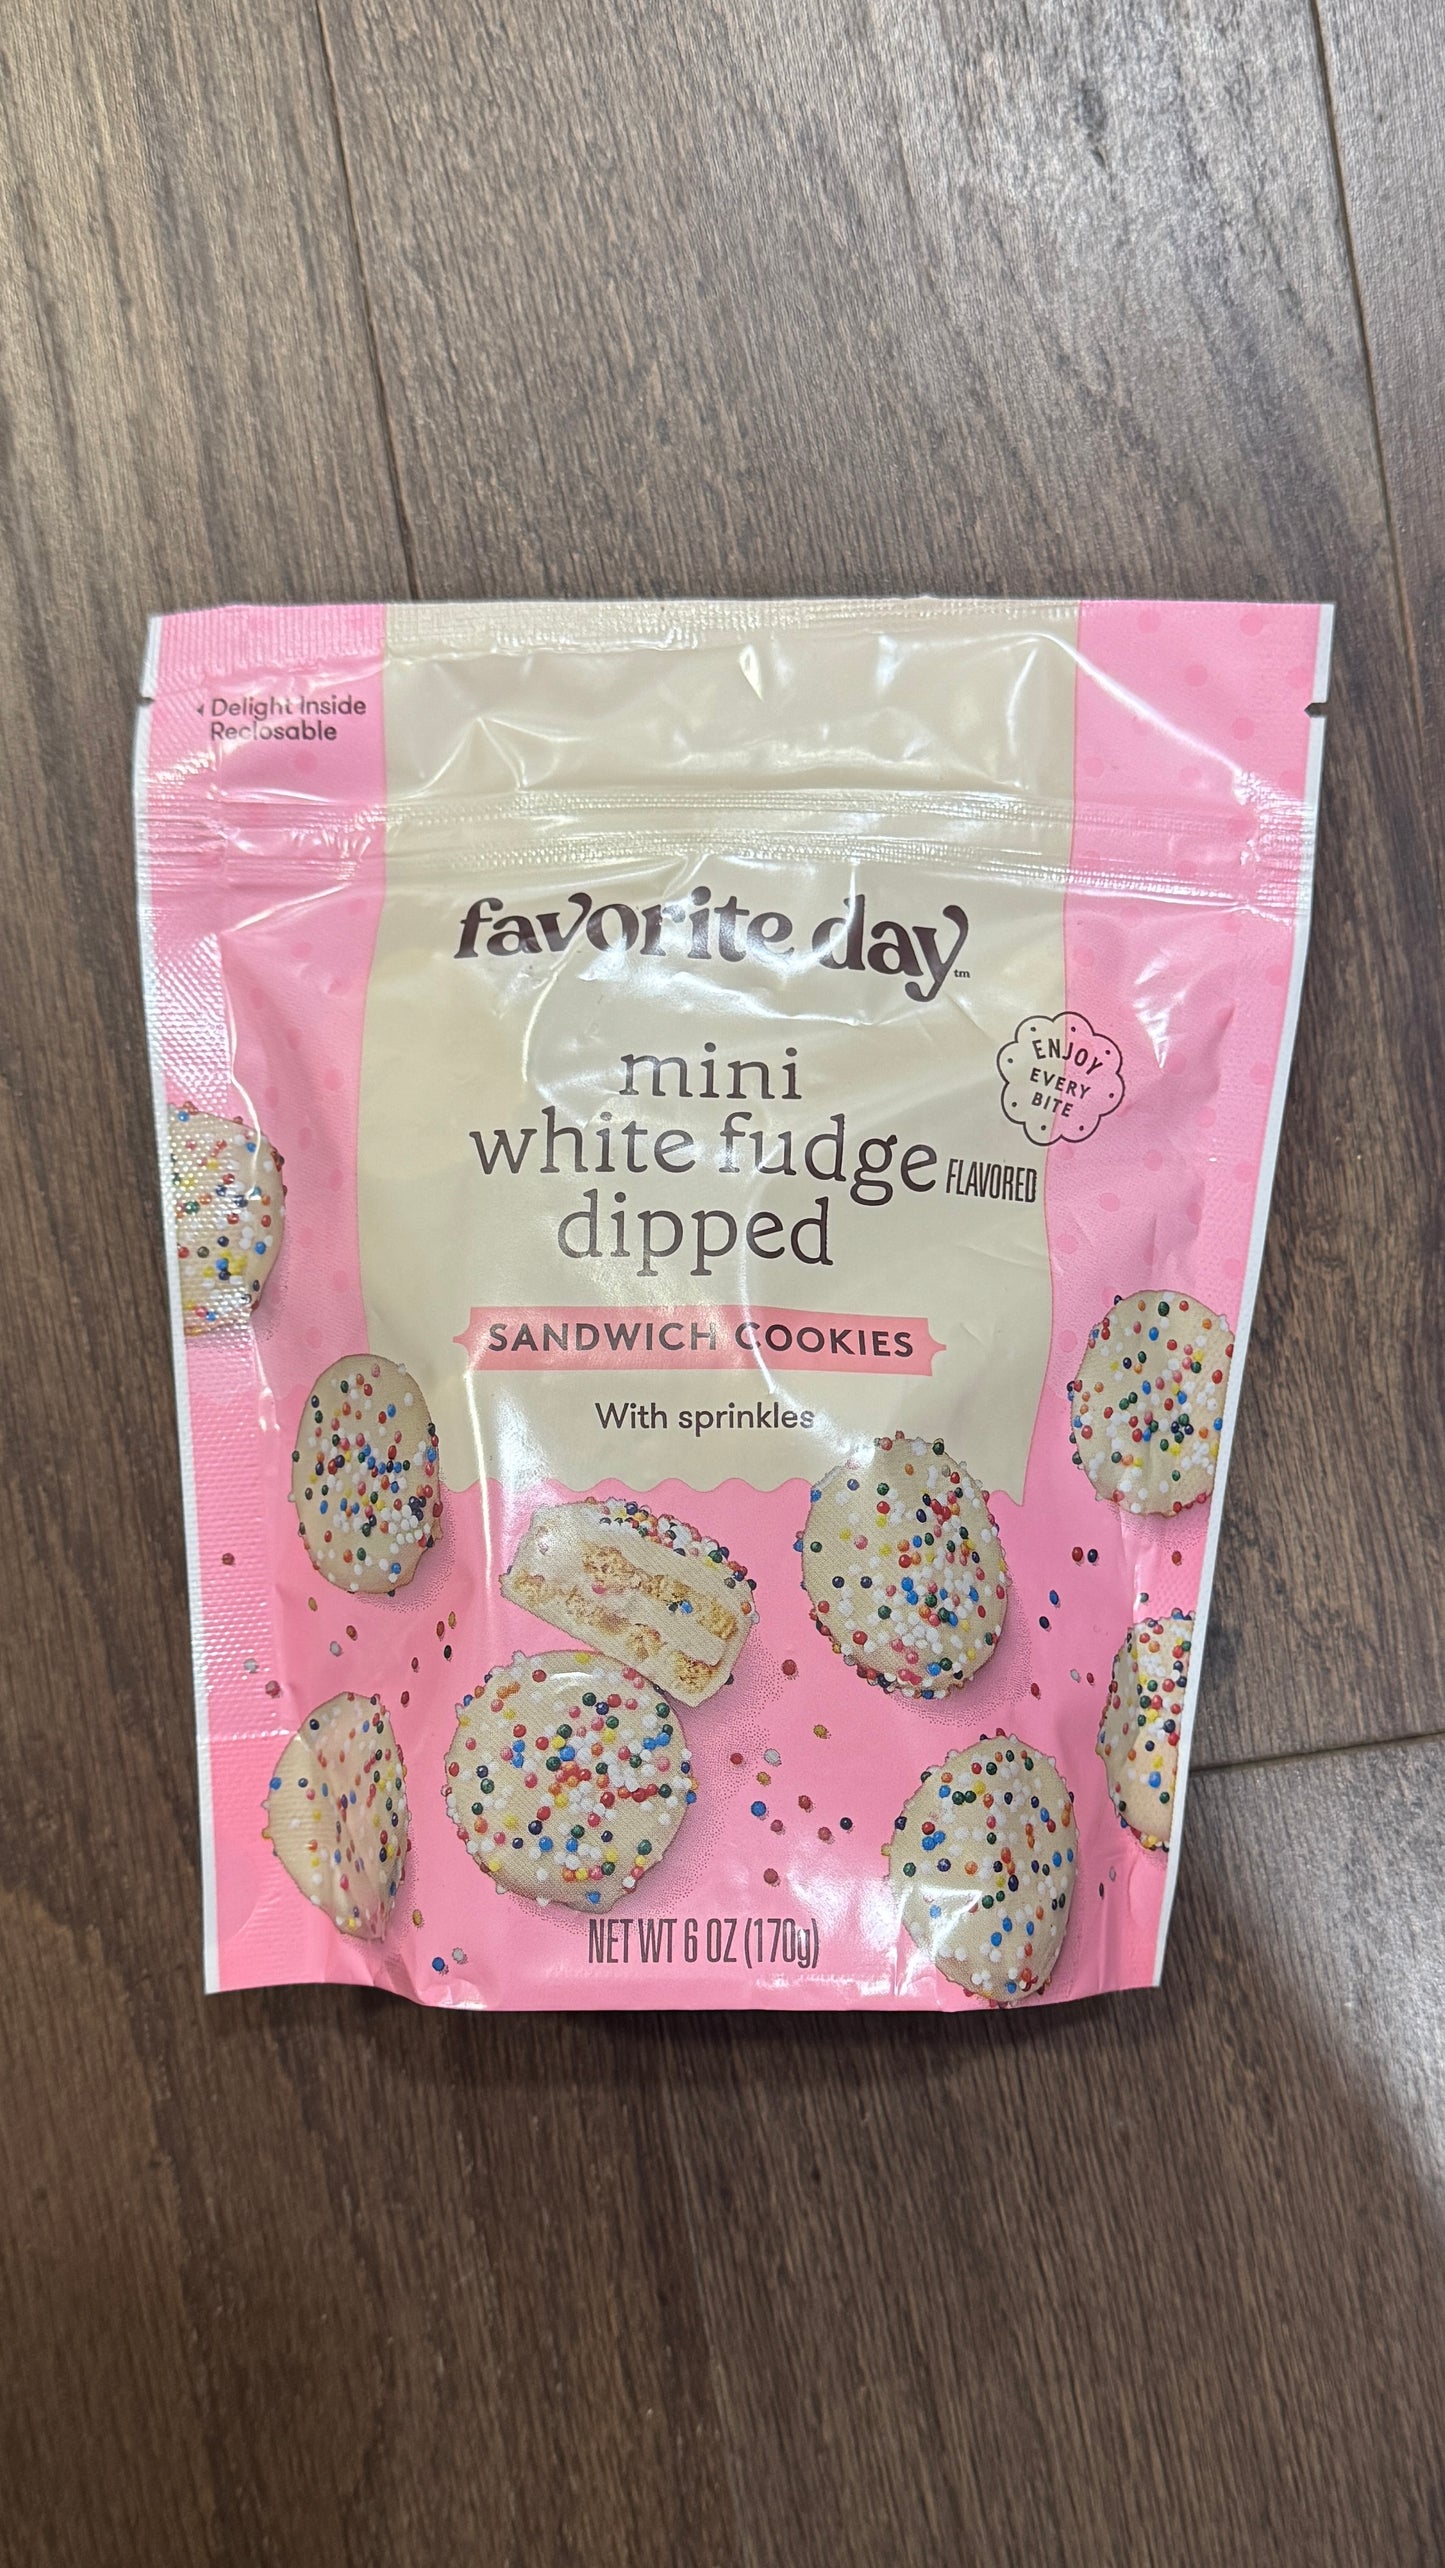 Delight Inside
Reclosable
favorite day™
mini
white fudge FLAVORED
dipped
ENJOY
EVERY
BITE
SANDWICH COOKIES
With sprinkles
NET WT 6 OZ (170g)